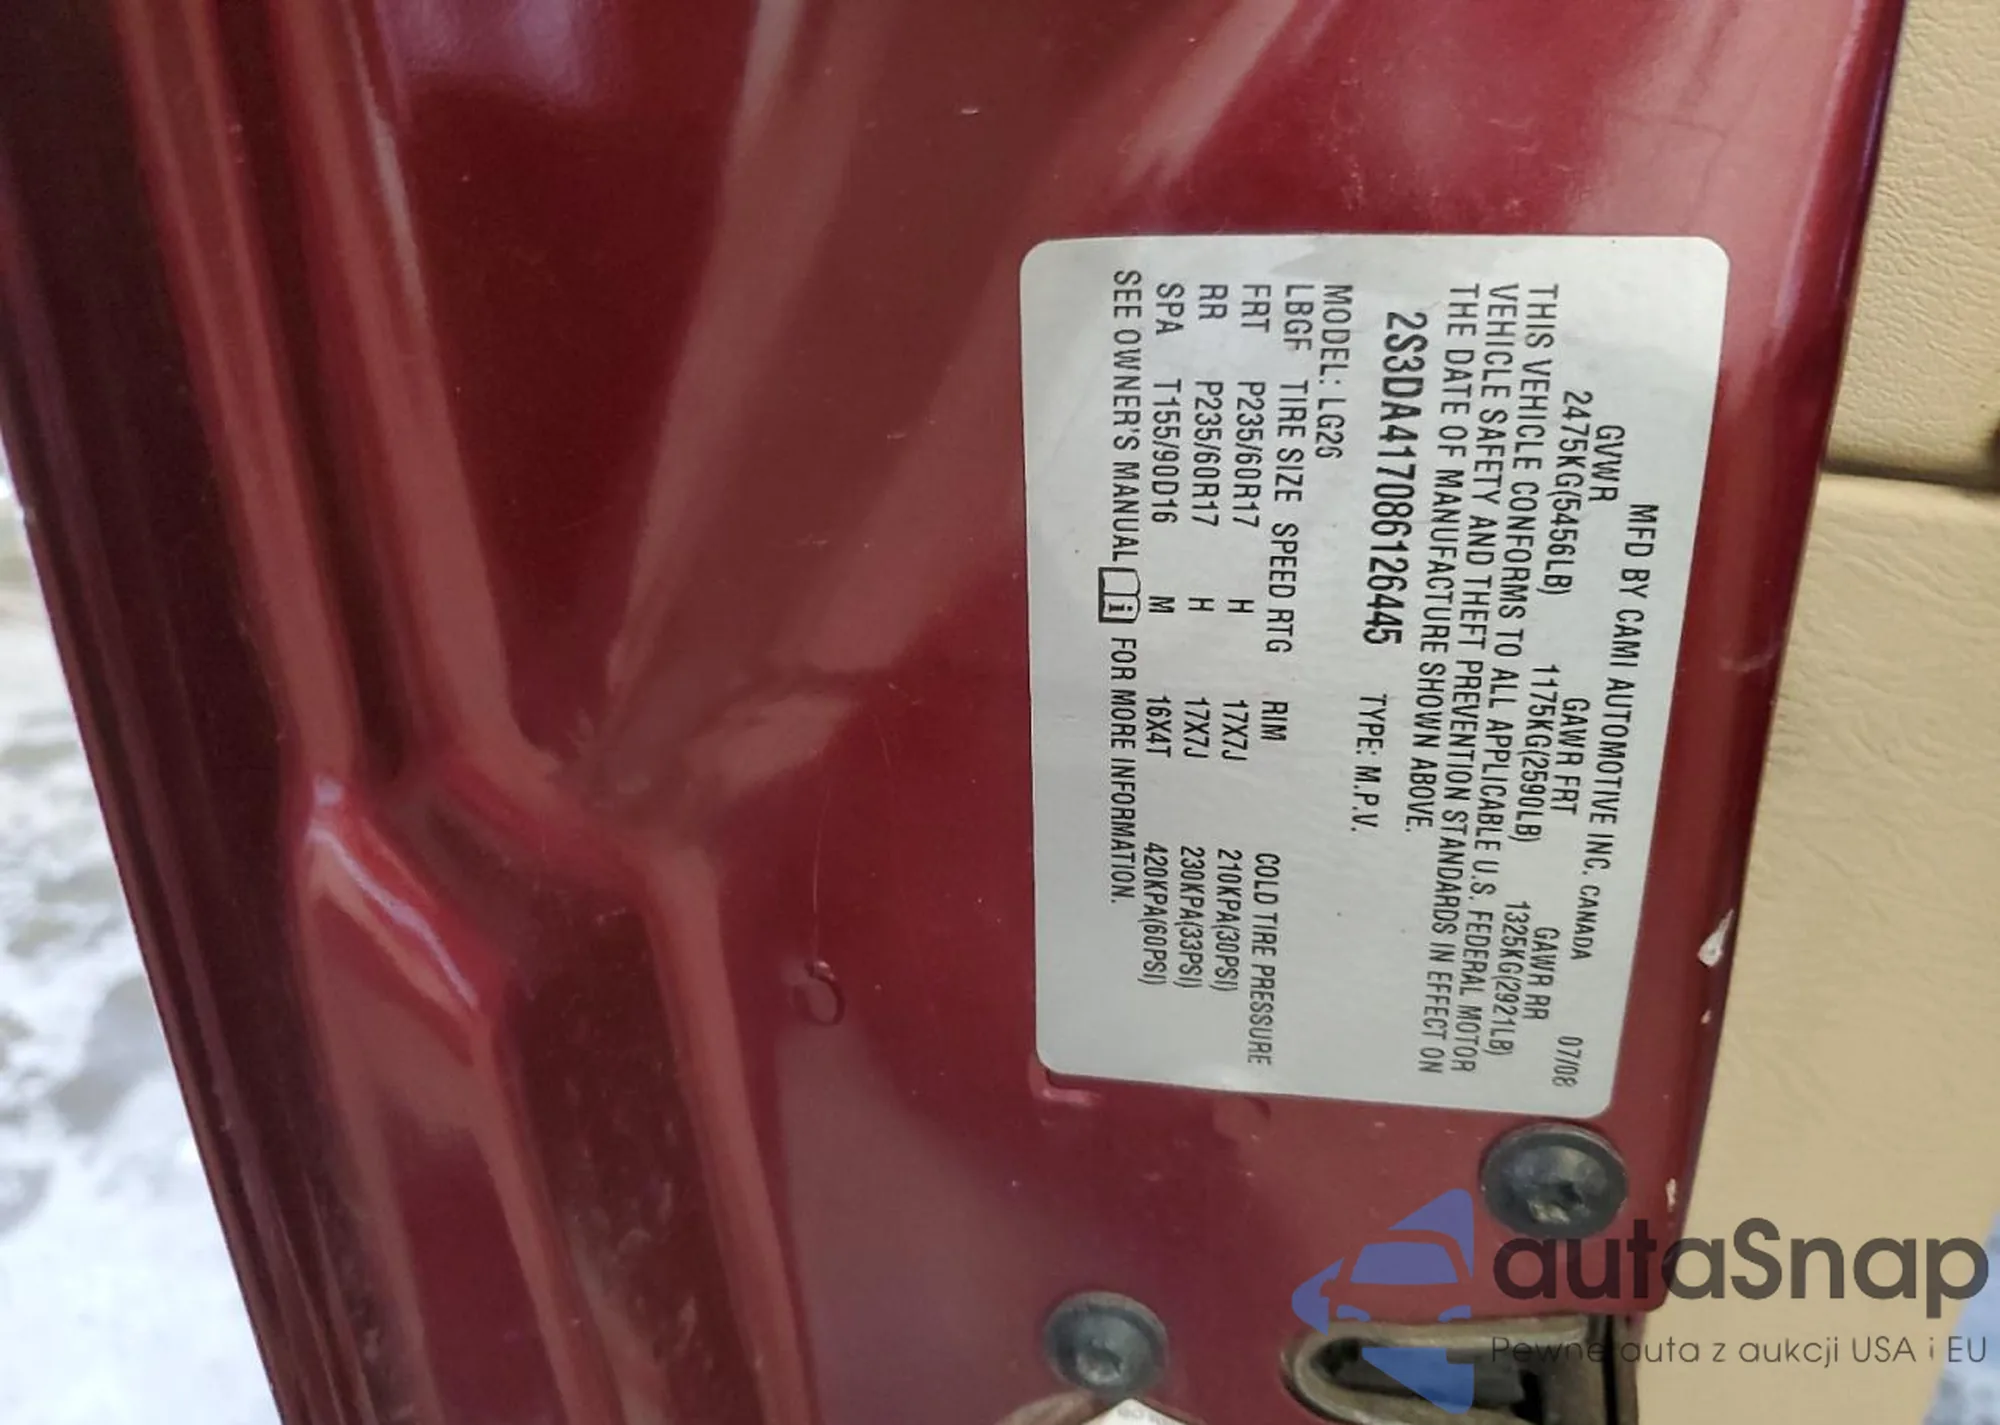 MFD BY CAMI AUTOMOTIVE INC. CANADA 07/08
GVWR GAWR FRT GAWR RR
2475KG(5456LB) 1175KG(2590LB) 1325KG(2921LB)
THIS VEHICLE CONFORMS TO ALL APPLICABLE U.S. FEDERAL MOTOR
VEHICLE SAFETY AND THEFT PREVENTION STANDARDS IN EFFECT ON
THE DATE OF MANUFACTURE SHOWN ABOVE.
2S3DA417086126445 TYPE: M.P.V.
MODEL: LG26
LBGF TIRE SIZE SPEED RTG RIM COLD TIRE PRESSURE
FRT P235/60R17 H 17X7J 210KPA(30PSI)
RR P235/60R17 H 17X7J 230KPA(33PSI)
SPA T155/90D16 M 16X4T 420KPA(60PSI)
SEE OWNER'S MANUAL i FOR MORE INFORMATION.
autaSnap
Pewne auta z aukcji USA i EU